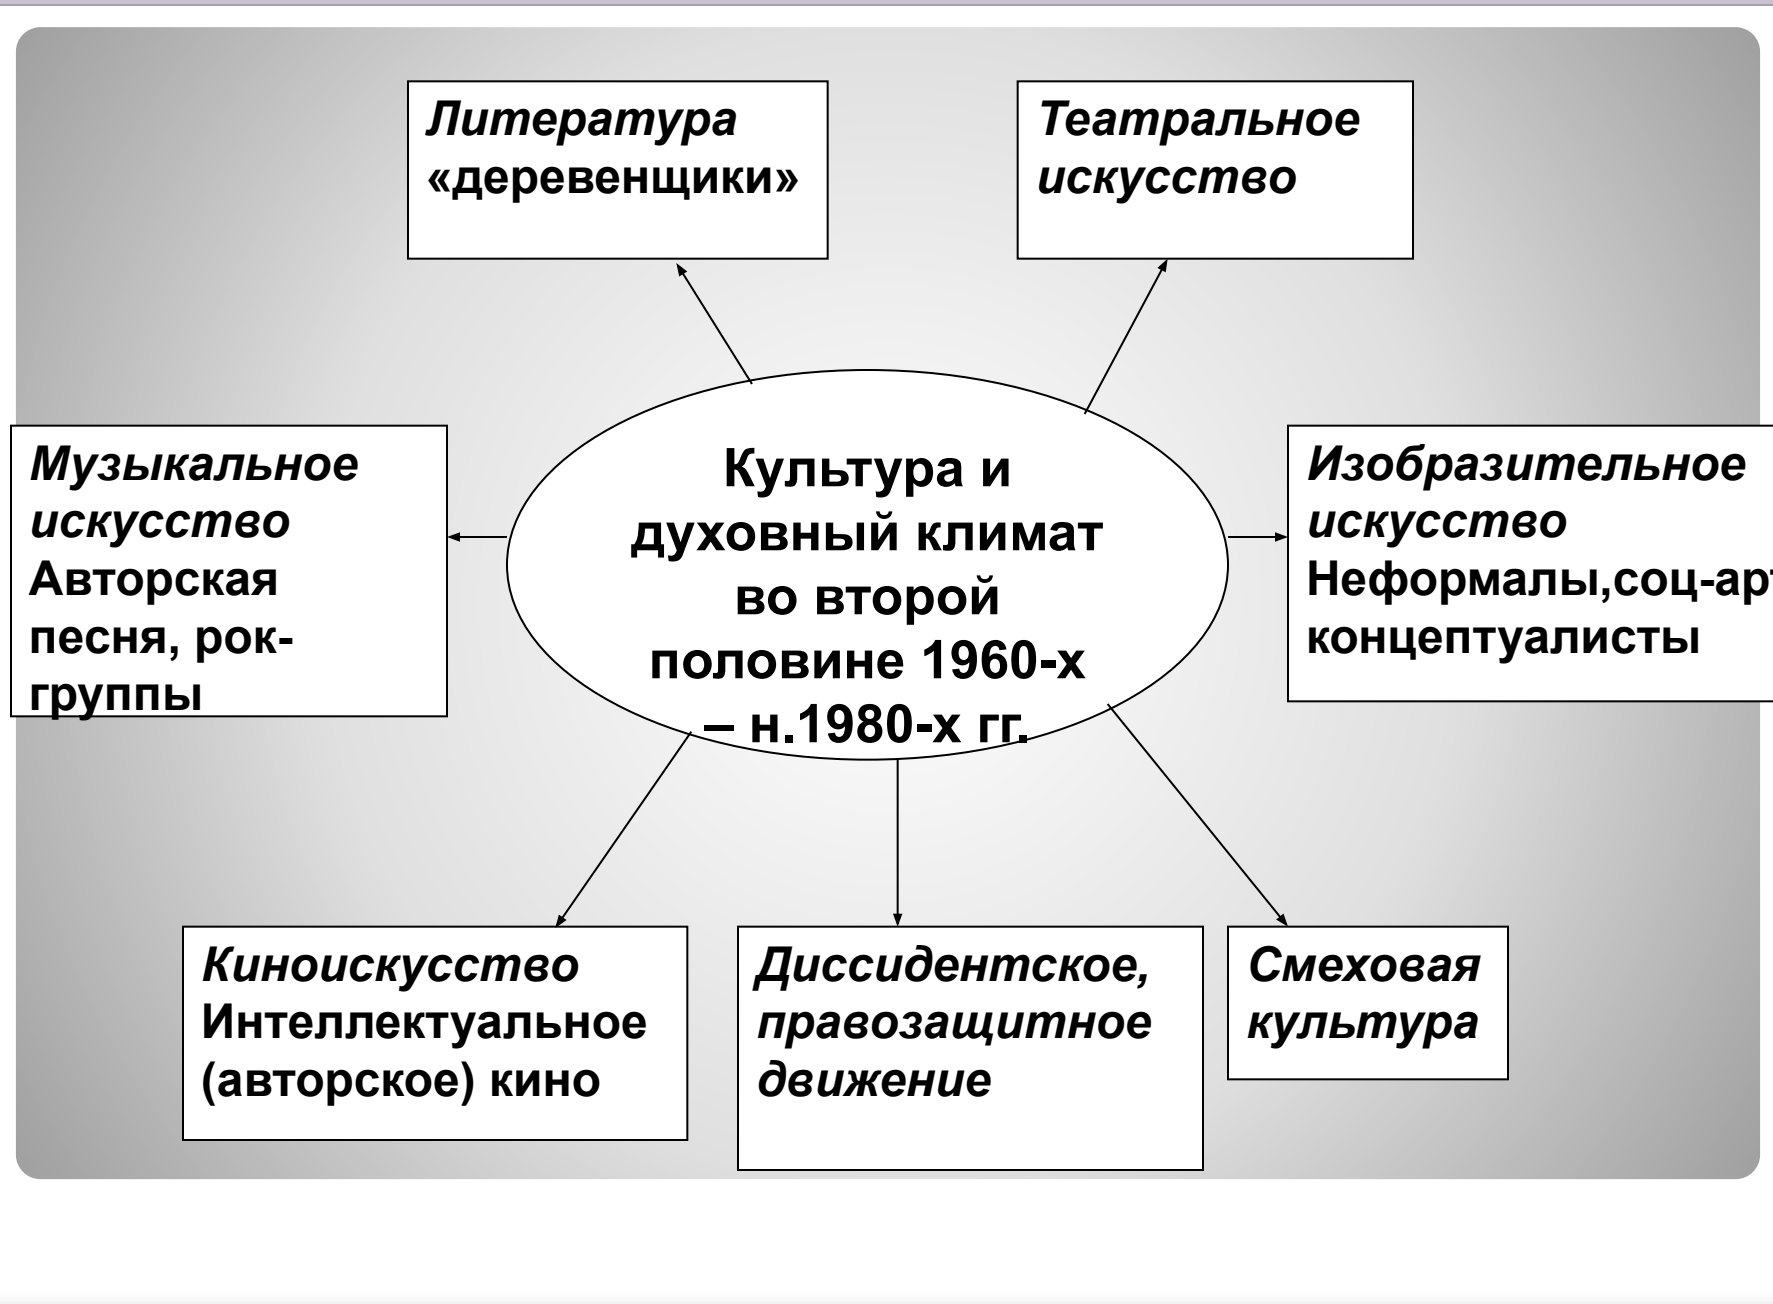 Литература
«деревенщики»
Театральное
искусство
Музыкальное
искусство
Авторская
песня, рок-
группы
Культура и
духовный климат
во второй
половине 1960-х
– н.1980-х гг.
Изобразительное
искусство
Неформалы,соц-арт
концептуалисты
Киноискусство
Интеллектуальное
(авторское) кино
Диссидентское,
правозащитное
движение
Смеховая
культура